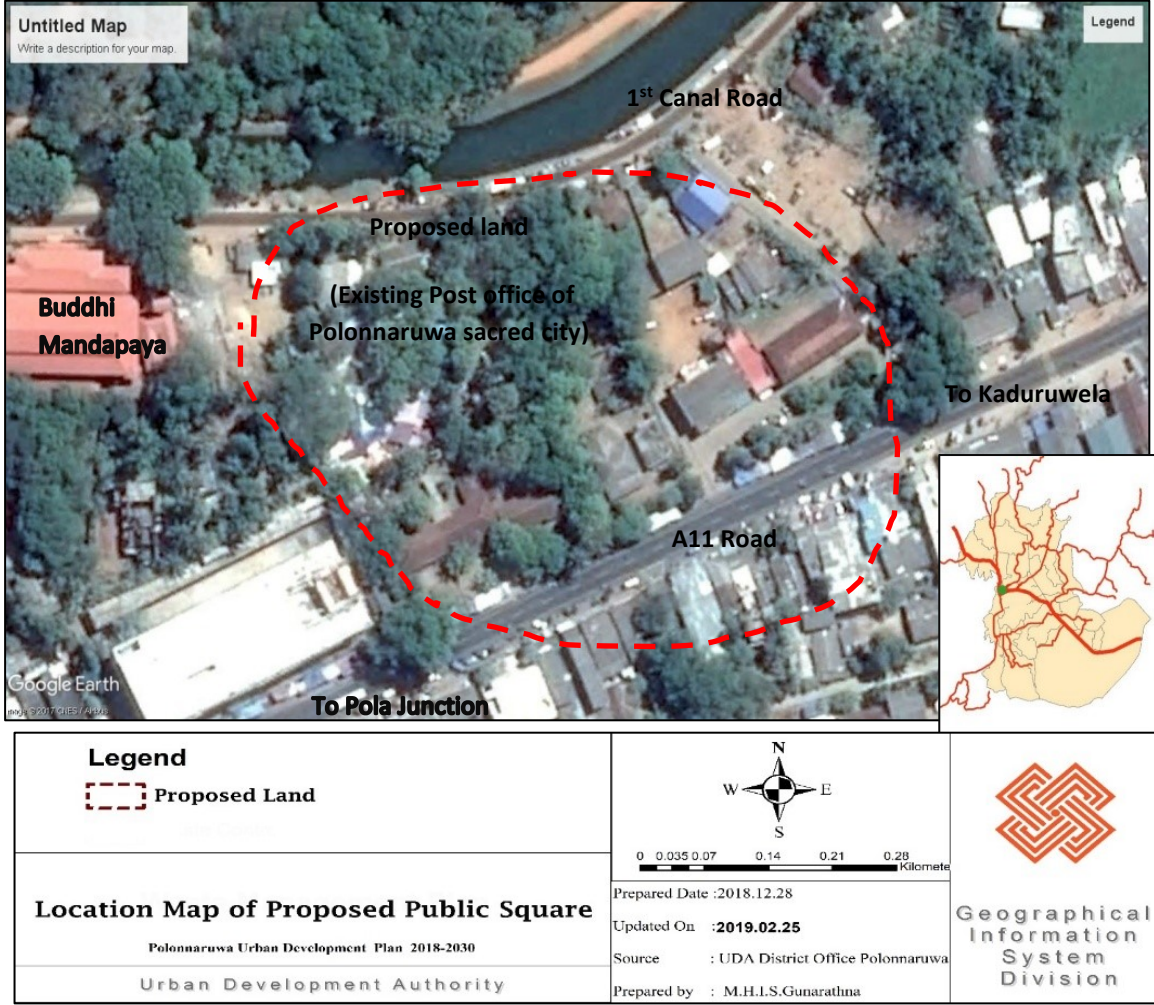 Untitled Map
Write a description for your map.
Legend
1st Canal Road
Proposed land
(Existing Post office of
Polonnaruwa sacred city)
Buddhi
Mandapaya
To Kaduruwela
A11 Road
Google Earth
To Pola Junction
Legend
Proposed Land
Location Map of Proposed Public Square
Polonnaruwa Urban Development Plan 2018-2030
Urban Development Authority
N
W E
S
0 0.035 0.07 0.14 0.21 0.28
Kilomete
Prepared Date :2018.12.28
Updated On :2019.02.25
Source : UDA District Office Polonnaruwa
Prepared by : M.H.I.S.Gunarathna
Geographical
Information
System
Division